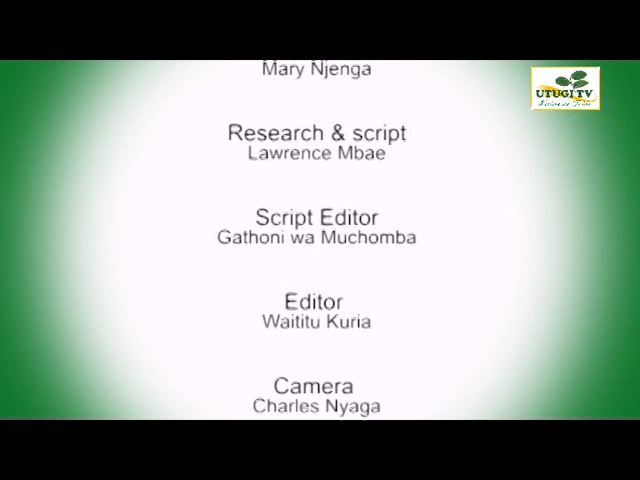 Mary Njenga
UTUGI TV
Research & script
Lawrence Mbae
Script Editor
Gathoni wa Muchomba
Editor
Waititu Kuria
Camera
Charles Nyaga